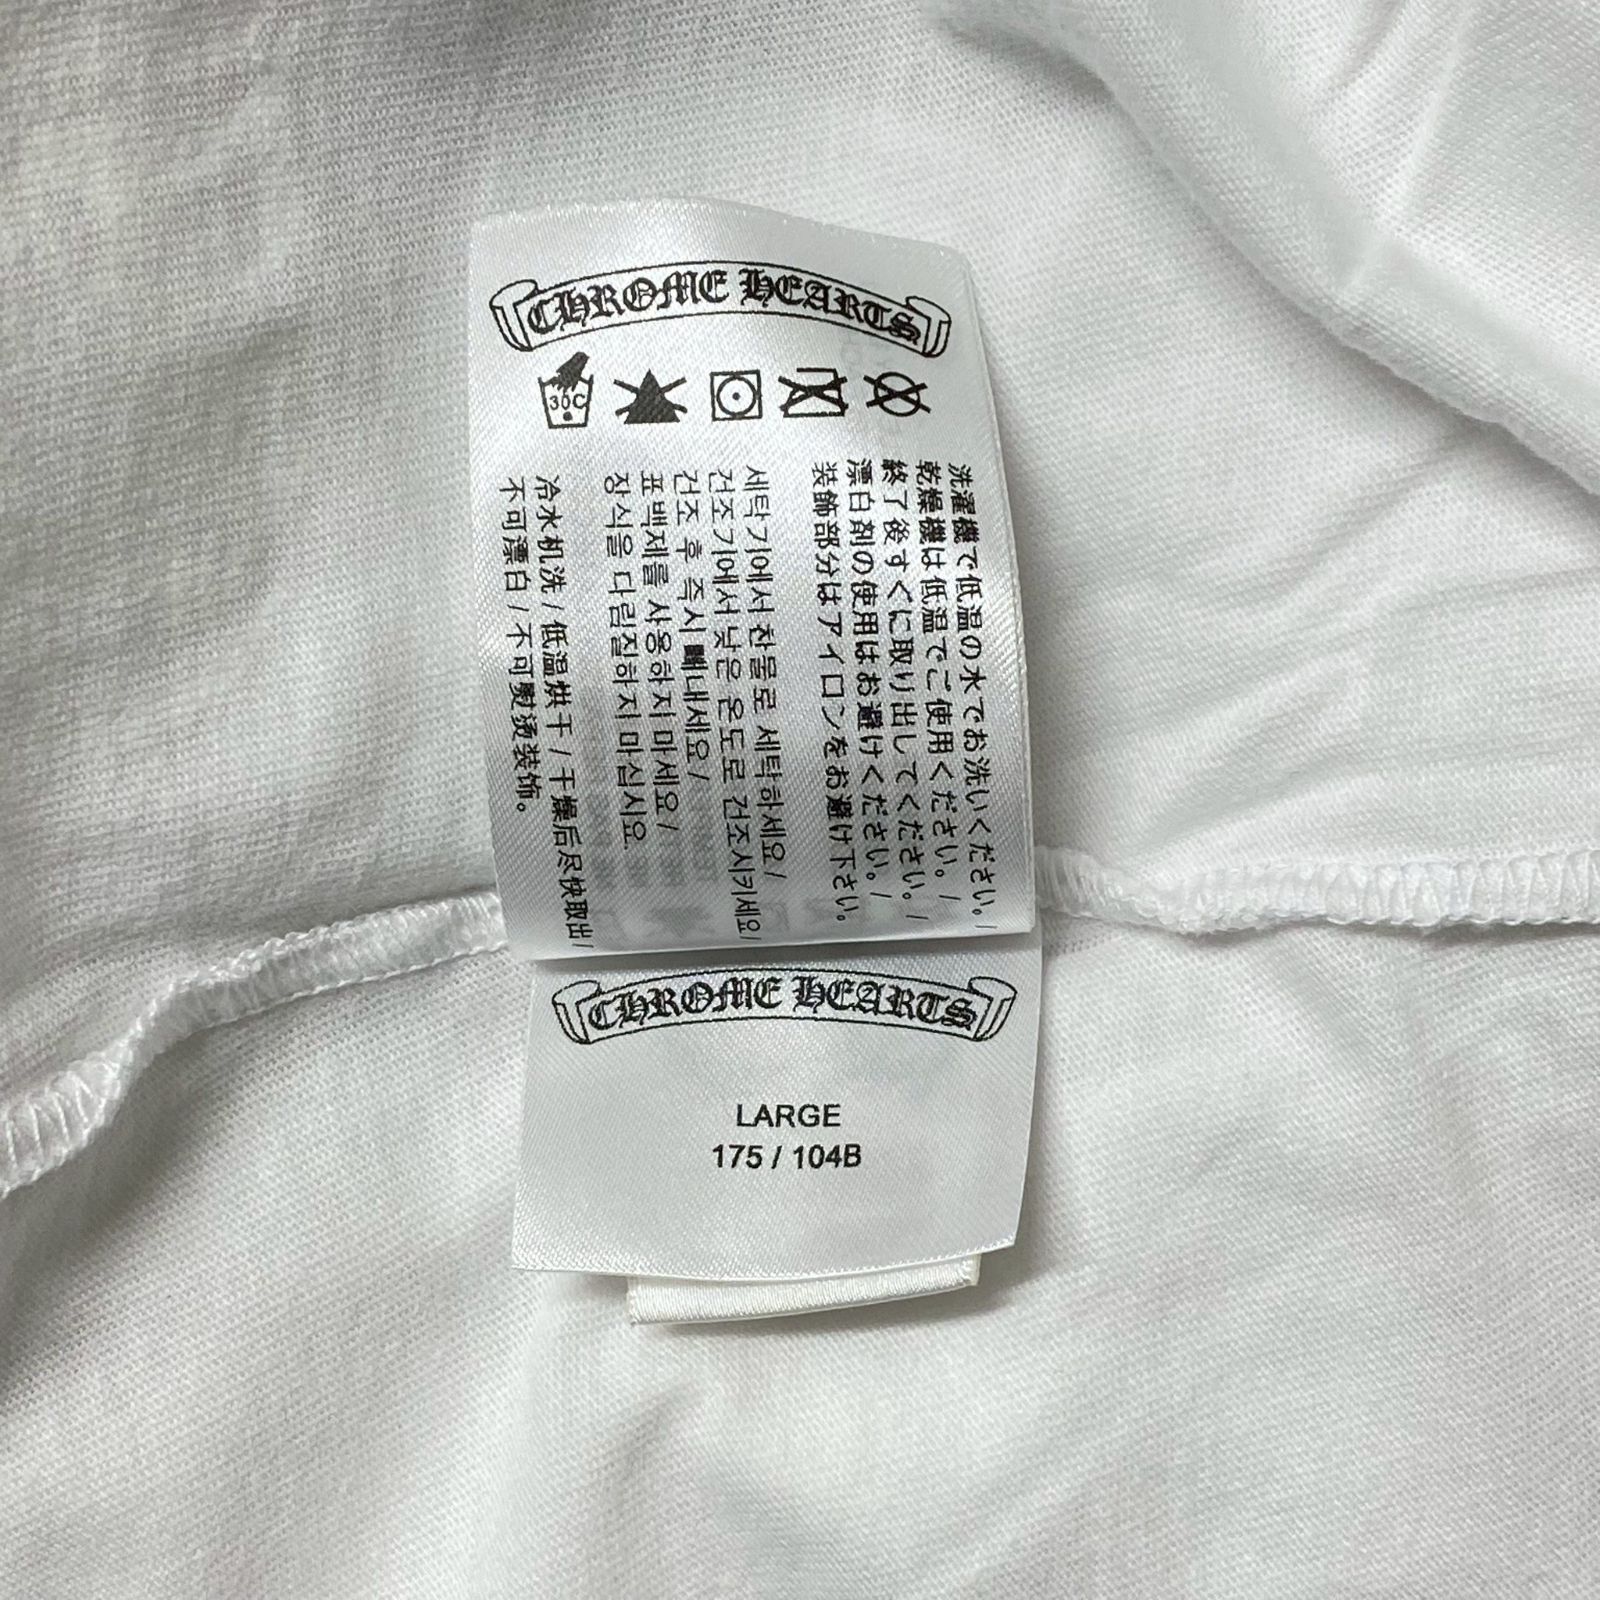 CHROME HEARTS
30C
洗濯機で低温の水でお洗いください。/
乾燥機は低温でご使用ください。/
終了後すぐに取り出してください。/
漂白剤の使用はお避けください。/
装飾部分はアイロンをお避け下さい。
세탁기에서 찬물로 세탁하세요/
건조기에서 낮은 온도로 건조시키세요/
건조 후 즉시 빼내세요/
표백제를 사용하지 마세요/
장식을 다림질하지 마십시요.
冷水机洗/低温烘干/干燥后尽快取出/
不可漂白/不可熨烫装饰。
CHROME HEARTS
LARGE
175 / 104B